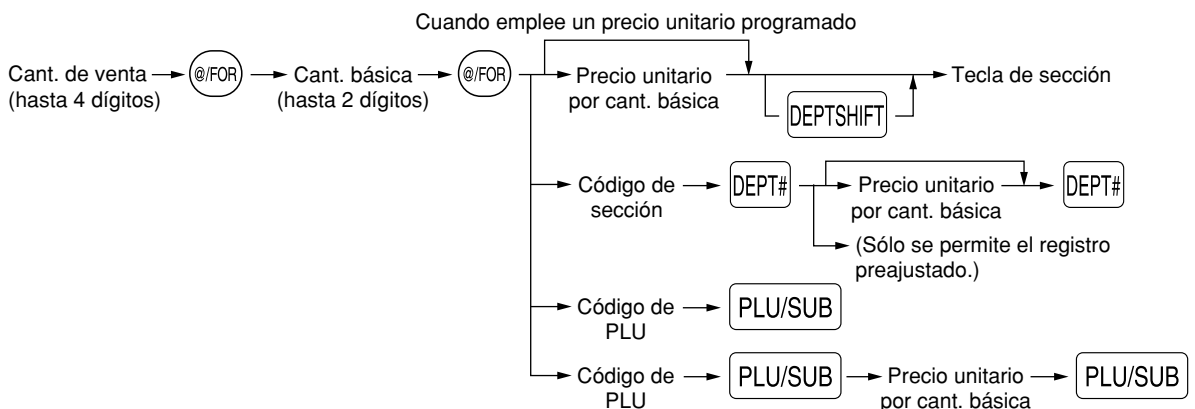 Cuando emplee un precio unitario programado
Cant. de venta @/FOR Cant. básica @/FOR Precio unitario Tecla de sección
(hasta 4 dígitos) (hasta 2 dígitos) por cant. básica
DEPTSHIFT
Código de DEPT# Precio unitario DEPT#
sección por cant. básica
(Sólo se permite el registro
preajustado.)
Código de PLU/SUB
PLU
Código de PLU/SUB Precio unitario PLU/SUB
PLU por cant. básica